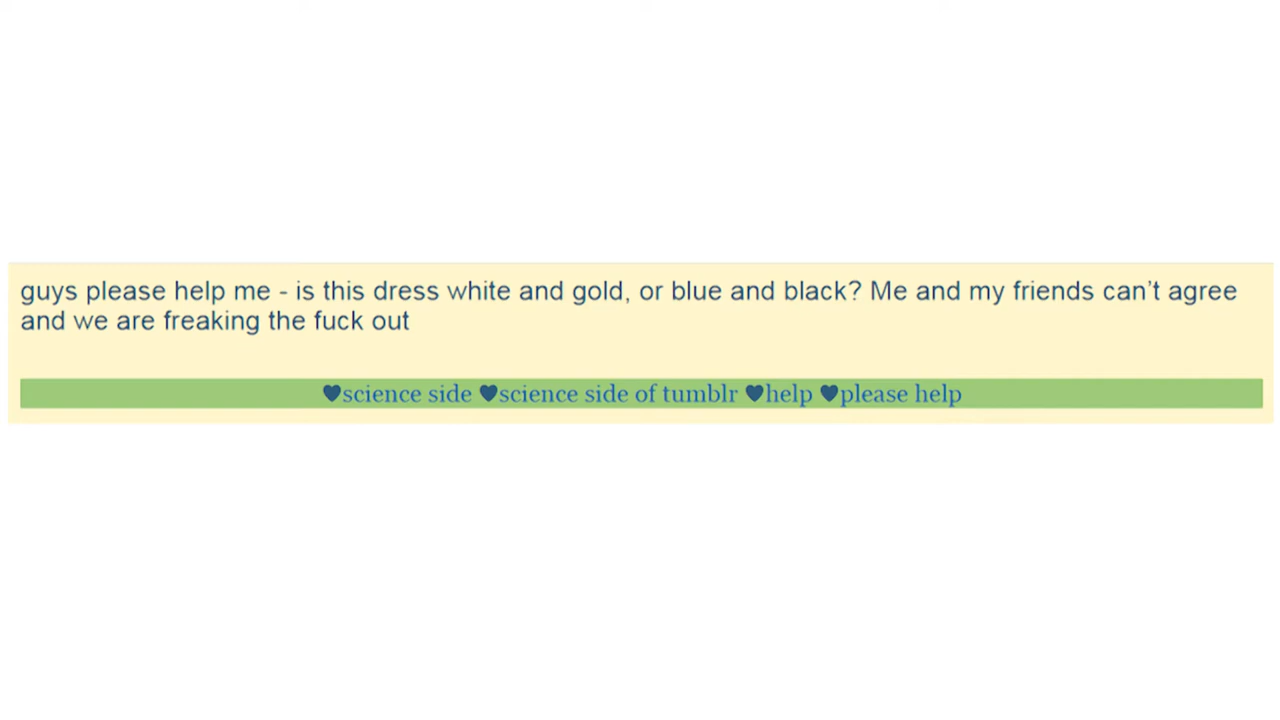 guys please help me - is this dress white and gold, or blue and black? Me and my friends can't agree
and we are freaking the fuck out
♥science side ♥science side of tumblr ♥help ♥please help